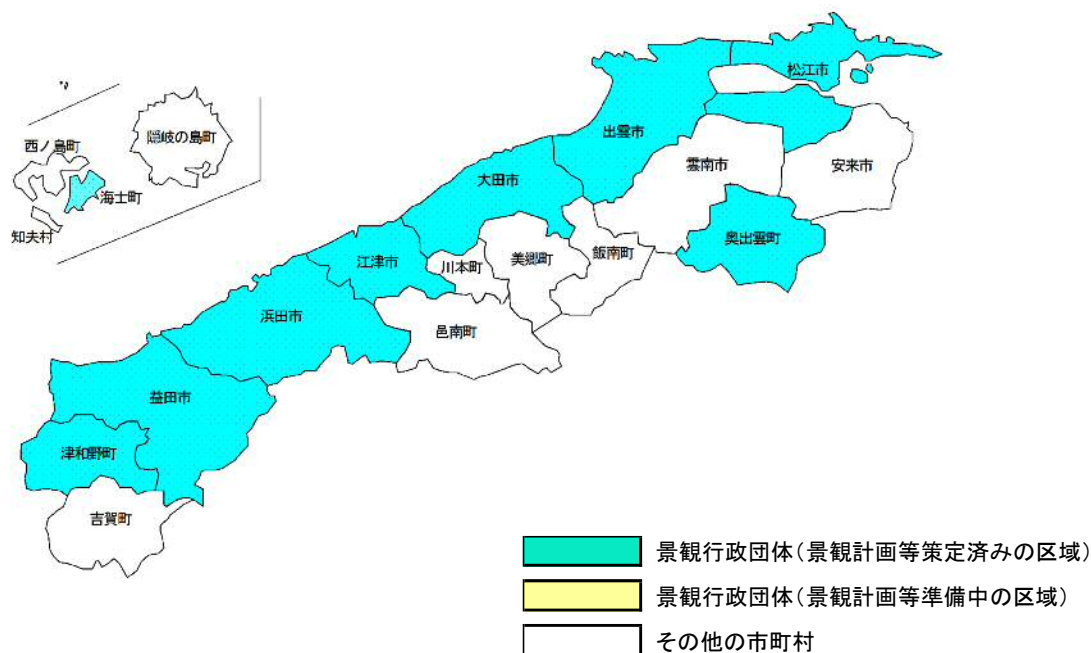 松江市
出雲市
隠岐の島町
西ノ島町
雲南市
安来市
大田市
海士町
知夫村
奥出雲町
飯南町
美郷町
江津市
川本町
浜田市
邑南町
益田市
津和野町
吉賀町
景観行政団体(景観計画等策定済みの区域)
景観行政団体(景観計画等準備中の区域)
その他の市町村